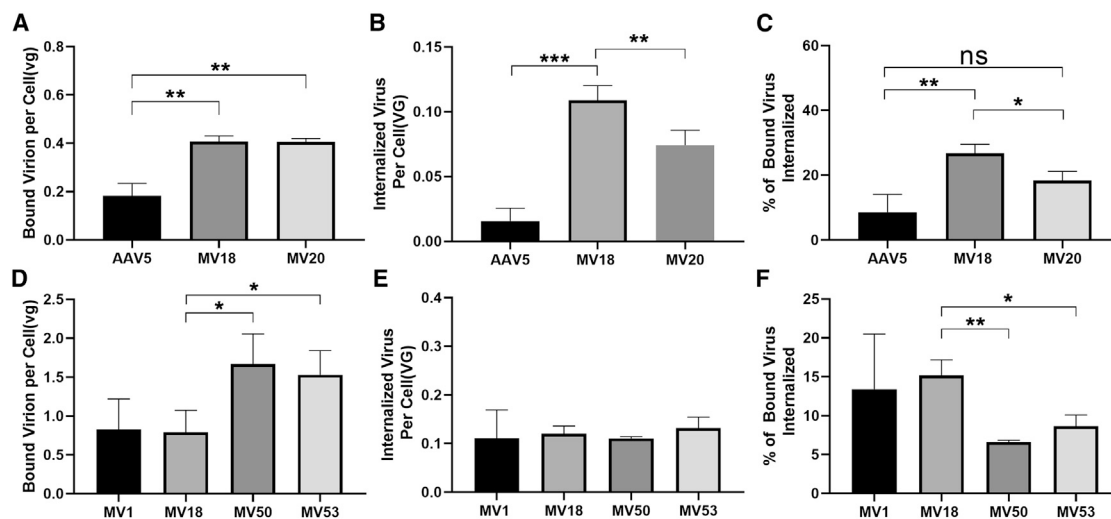 A
Bound Virion per Cell(vg)
0.8
0.6
0.4
0.2
0.0
**
**
AAV5 MV18 MV20
B
Internalized Virus
Per Cell(VG)
0.15
0.10
0.05
0.00
***
**
AAV5 MV18 MV20
C
% of Bound Virus
Internalized
60
40
20
0
ns
**
*
AAV5 MV18 MV20
D
Bound Virion per Cell(vg)
2.5
2.0
1.5
1.0
0.5
0.0
*
*
MV1 MV18 MV50 MV53
E
Internalized Virus
Per Cell(VG)
0.4
0.3
0.2
0.1
0.0
MV1 MV18 MV50 MV53
F
% of Bound Virus
Internalized
25
20
15
10
5
0
*
**
MV1 MV18 MV50 MV53